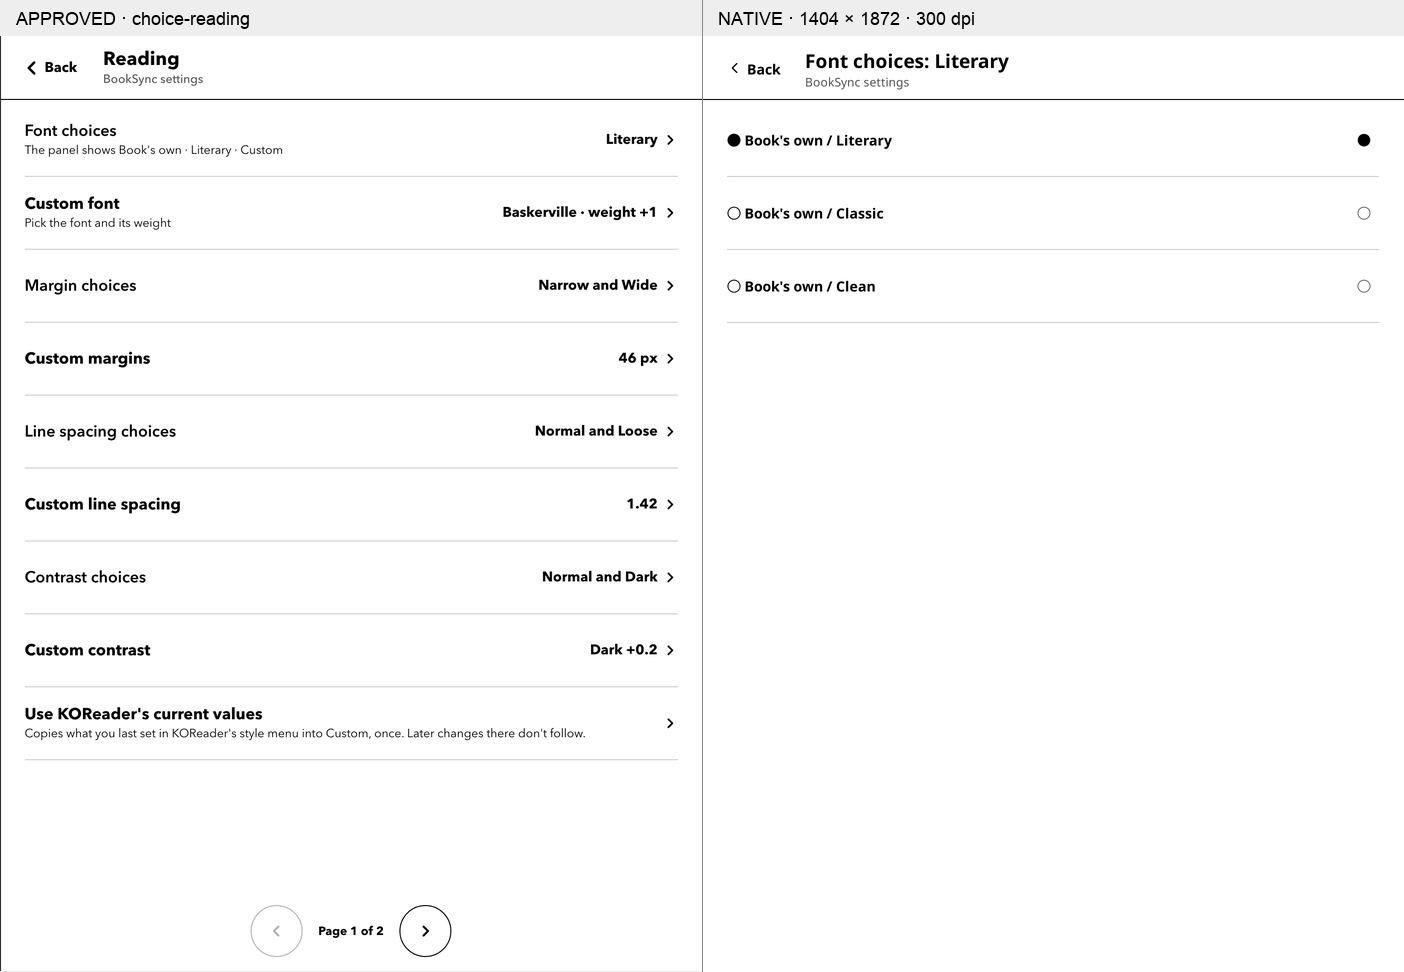 APPROVED · choice-reading
Back
Reading
BookSync settings
Font choices
The panel shows Book's own · Literary · Custom
Literary
Custom font
Pick the font and its weight
Baskerville · weight +1
Margin choices
Narrow and Wide
Custom margins
46 px
Line spacing choices
Normal and Loose
Custom line spacing
1.42
Contrast choices
Normal and Dark
Custom contrast
Dark +0.2
Use KOReader's current values
Copies what you last set in KOReader's style menu into Custom, once. Later changes there don't follow.
Page 1 of 2
NATIVE · 1404 × 1872 · 300 dpi
Back
Font choices: Literary
BookSync settings
Book's own / Literary
Book's own / Classic
Book's own / Clean